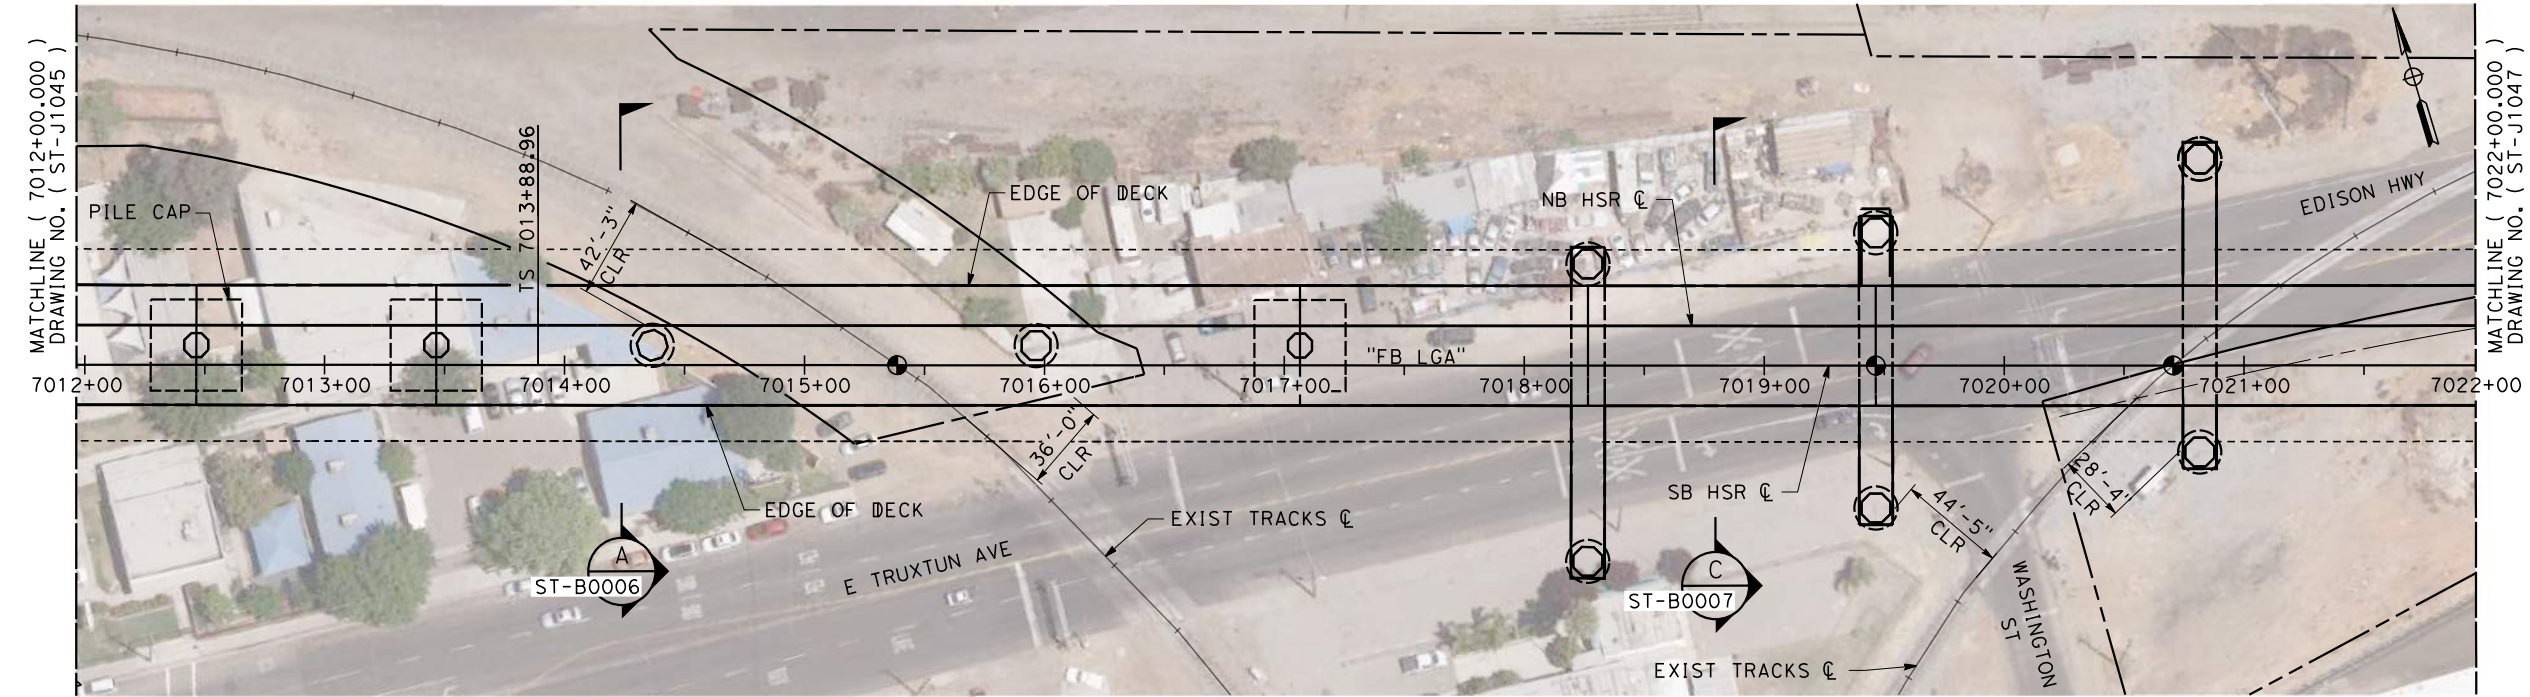 MATCHLINE ( 7012+00.000 )
DRAWING NO. ( ST-J1045 )
PILE CAP
TS 7013+88.96
42'-3"
CLR
EDGE OF DECK
NB HSR ℄
EDISON HWY
"FB LGA"
7012+00
7013+00
7014+00
7015+00
7016+00
7017+00
7018+00
7019+00
7020+00
7021+00
7022+00
36'-0"
CLR
EDGE OF DECK
EXIST TRACKS ℄
SB HSR ℄
44'-5"
CLR
28'-4"
CLR
A
ST-B0006
E TRUXTUN AVE
C
ST-B0007
WASHINGTON
ST
EXIST TRACKS ℄
MATCHLINE ( 7022+00.000 )
DRAWING NO. ( ST-J1047 )